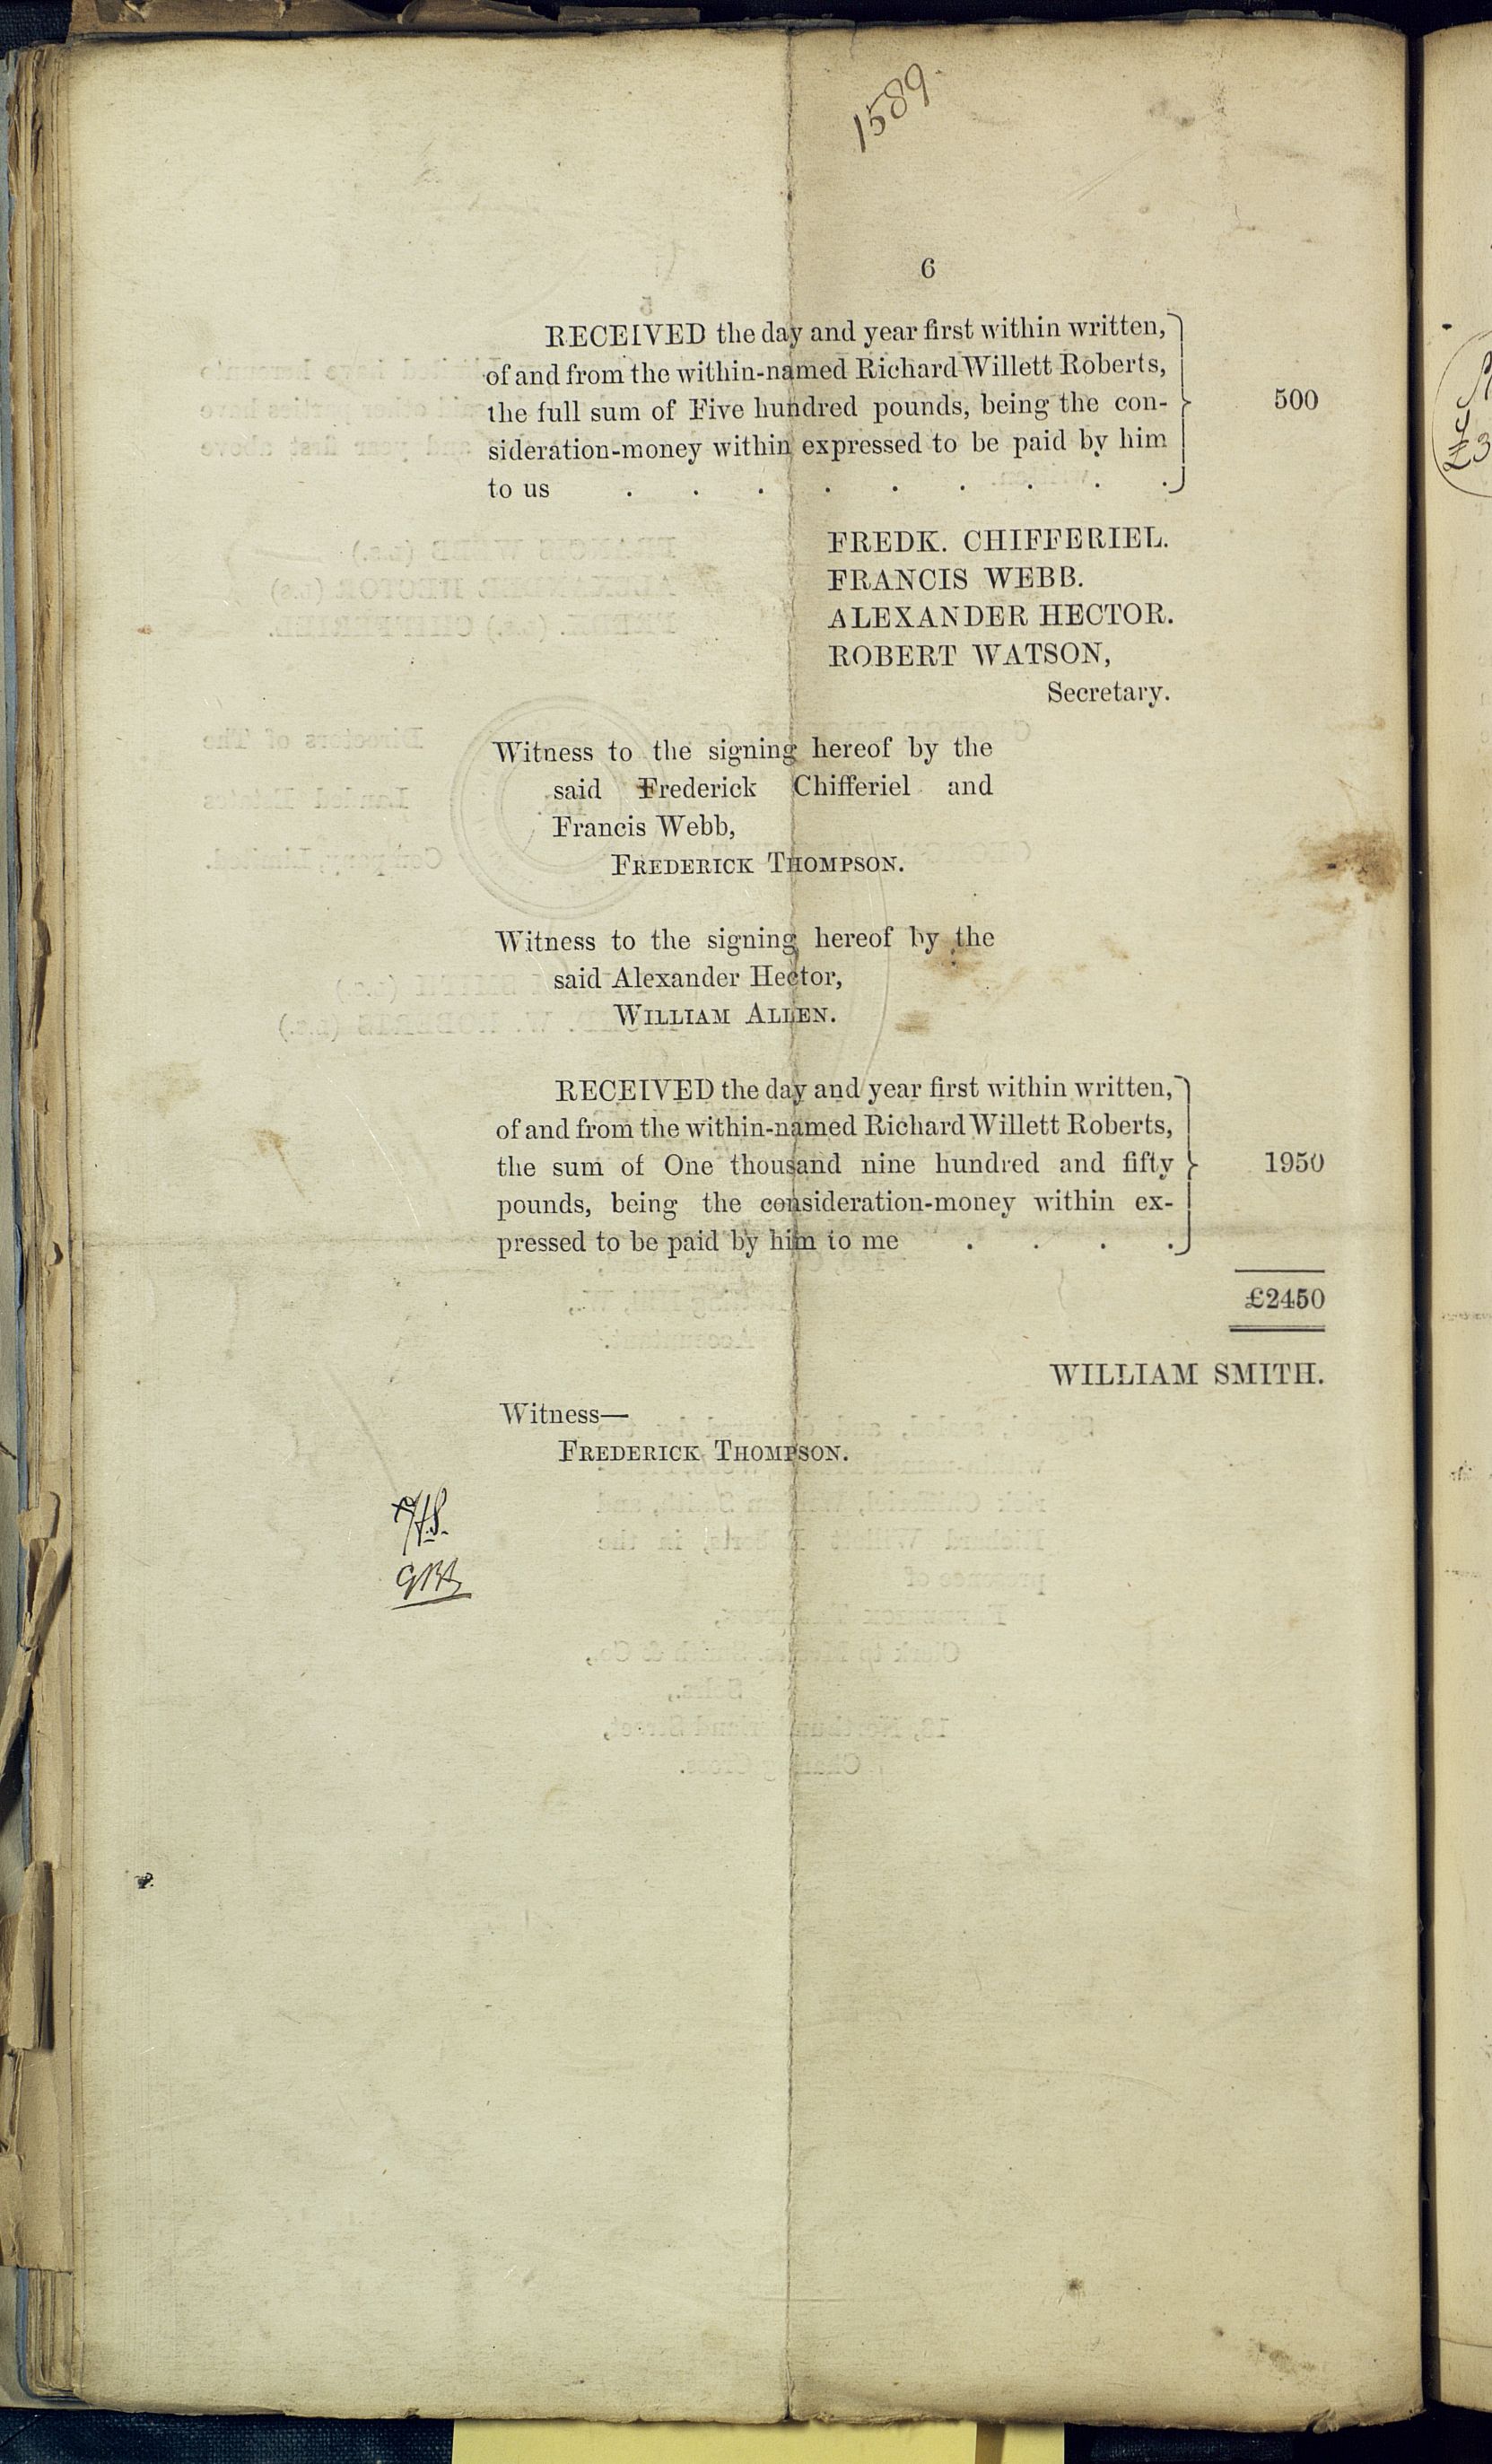 1589.
6
RECEIVED the day and year first within written,
of and from the within-named Richard Willett Roberts,
the full sum of Five hundred pounds, being the con-
500
sideration-money within expressed to be paid by him
to us . . . . . . . . .
FREDK. CHIFFERIEL.
FRANCIS WEBB.
ALEXANDER HECTOR.
ROBERT WATSON,
Secretary.
Witness to the signing hereof by the
said Frederick Chifferiel and
Francis Webb,
FREDERICK THOMPSON.
Witness to the signing hereof by the
said Alexander Hector,
WILLIAM ALLEN.
RECEIVED the day and year first within written,
of and from the within-named Richard Willett Roberts,
the sum of One thousand nine hundred and fifty
1950
pounds, being the consideration-money within ex-
pressed to be paid by him to me . . . .
£2450
WILLIAM SMITH.
Witness—
FREDERICK THOMPSON.